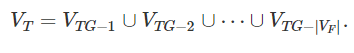 V_T = V_{TG−1} ∪ V_{TG−2} ∪ ⋯ ∪ V_{TG−|V_F|}.